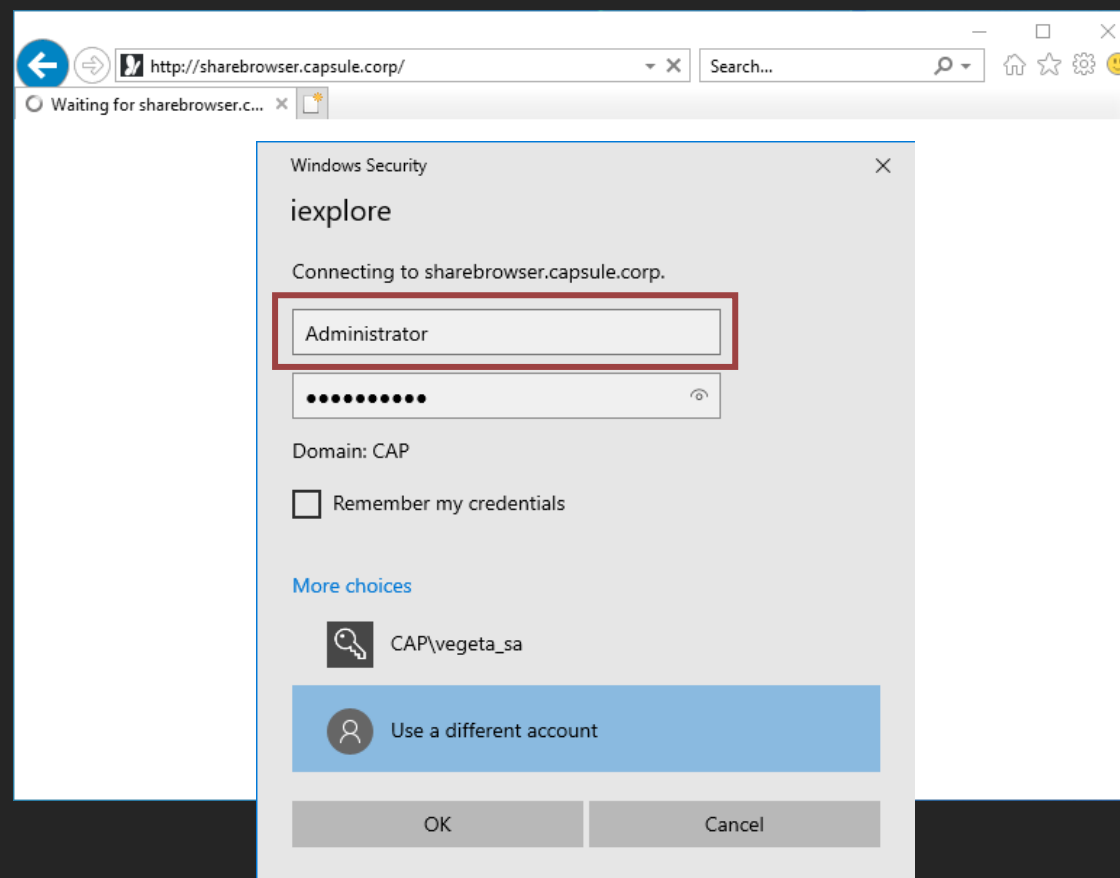 http://sharebrowser.capsule.corp/
Search...
Waiting for sharebrowser.c...
Windows Security
iexplore
Connecting to sharebrowser.capsule.corp.
Administrator
●●●●●●●●●●
Domain: CAP
Remember my credentials
More choices
CAP\vegeta_sa
Use a different account
OK
Cancel